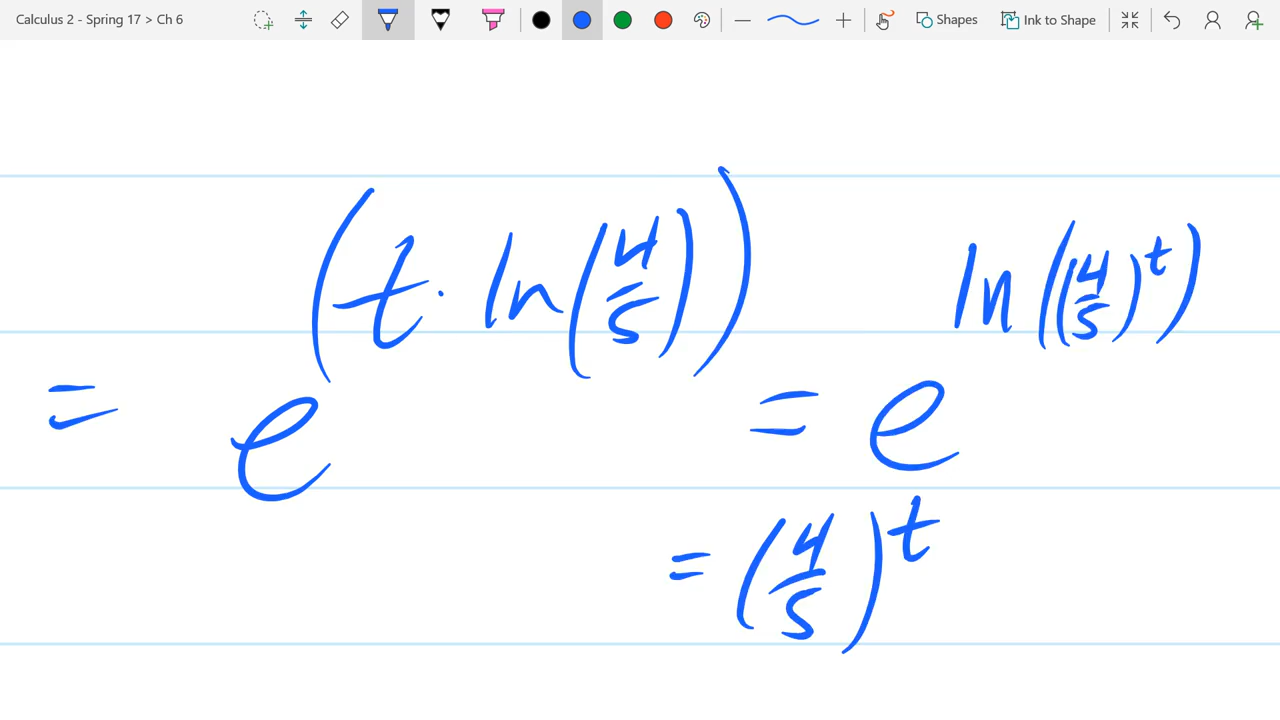 Calculus 2 - Spring 17 > Ch 6 Shapes Ink to Shape
= e^(t · ln(4/5)) = e^ln((4/5)^t)
= (4/5)^t